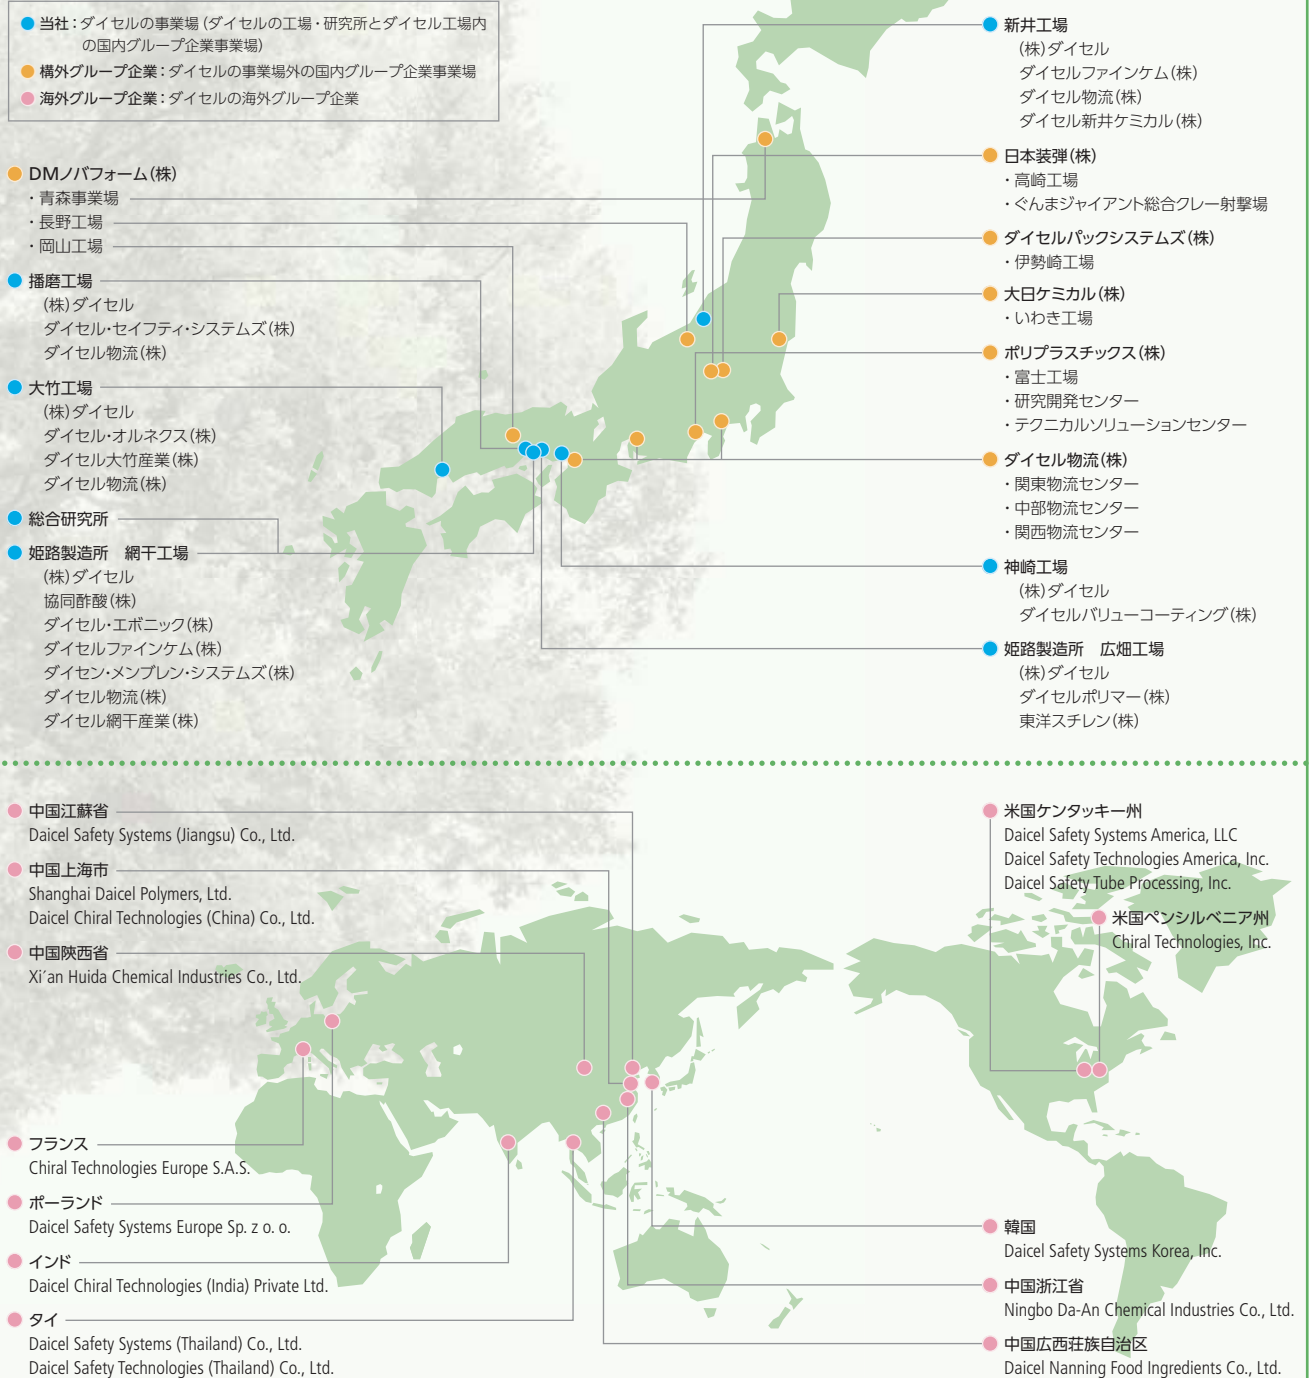 当社：ダイセルの事業場（ダイセルの工場・研究所とダイセル工場内
の国内グループ企業事業場）
構外グループ企業：ダイセルの事業場外の国内グループ企業事業場
海外グループ企業：ダイセルの海外グループ企業
DMノバフォーム（株）
・青森事業場
・長野工場
・岡山工場
播磨工場
（株）ダイセル
ダイセル・セイフティ・システムズ（株）
ダイセル物流（株）
大竹工場
（株）ダイセル
ダイセル・オルネクス（株）
ダイセル大竹産業（株）
ダイセル物流（株）
総合研究所
姫路製造所　網干工場
（株）ダイセル
協同酢酸（株）
ダイセル・エボニック（株）
ダイセルファインケム（株）
ダイセン・メンブレン・システムズ（株）
ダイセル物流（株）
ダイセル網干産業（株）
新井工場
（株）ダイセル
ダイセルファインケム（株）
ダイセル物流（株）
ダイセル新井ケミカル（株）
日本装弾（株）
・高崎工場
・ぐんまジャイアント総合クレー射撃場
ダイセルパックシステムズ（株）
・伊勢崎工場
大日ケミカル（株）
・いわき工場
ポリプラスチックス（株）
・富士工場
・研究開発センター
・テクニカルソリューションセンター
ダイセル物流（株）
・関東物流センター
・中部物流センター
・関西物流センター
神崎工場
（株）ダイセル
ダイセルバリューコーティング（株）
姫路製造所　広畑工場
（株）ダイセル
ダイセルポリマー（株）
東洋スチレン（株）
中国江蘇省
Daicel Safety Systems (Jiangsu) Co., Ltd.
中国上海市
Shanghai Daicel Polymers, Ltd.
Daicel Chiral Technologies (China) Co., Ltd.
中国陝西省
Xi'an Huida Chemical Industries Co., Ltd.
フランス
Chiral Technologies Europe S.A.S.
ポーランド
Daicel Safety Systems Europe Sp. z o. o.
インド
Daicel Chiral Technologies (India) Private Ltd.
タイ
Daicel Safety Systems (Thailand) Co., Ltd.
Daicel Safety Technologies (Thailand) Co., Ltd.
米国ケンタッキー州
Daicel Safety Systems America, LLC
Daicel Safety Technologies America, Inc.
Daicel Safety Tube Processing, Inc.
米国ペンシルベニア州
Chiral Technologies, Inc.
韓国
Daicel Safety Systems Korea, Inc.
中国浙江省
Ningbo Da-An Chemical Industries Co., Ltd.
中国広西荘族自治区
Daicel Nanning Food Ingredients Co., Ltd.